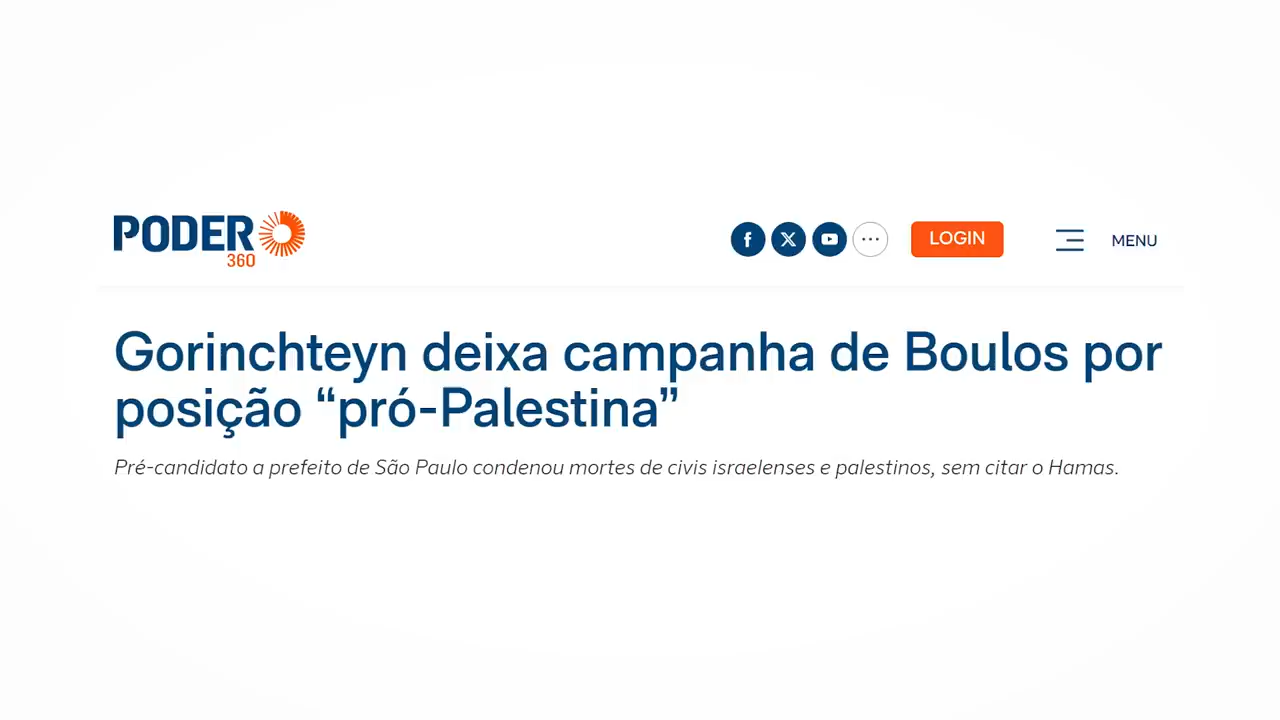 PODER
360
LOGIN
MENU
Gorinchteyn deixa campanha de Boulos por
posição “pró-Palestina”
Pré-candidato a prefeito de São Paulo condenou mortes de civis israelenses e palestinos, sem citar o Hamas.